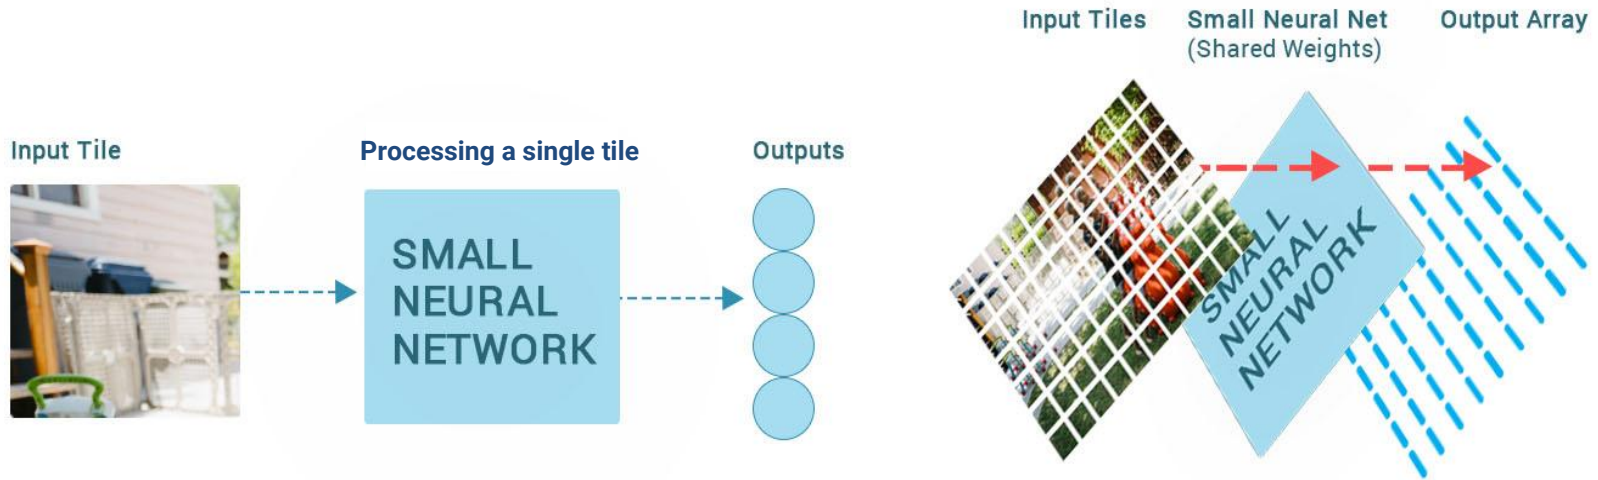 Input Tile
Processing a single tile
Outputs
SMALL
NEURAL
NETWORK
Input Tiles
Small Neural Net
(Shared Weights)
Output Array
SMALL
NEURAL
NETWORK